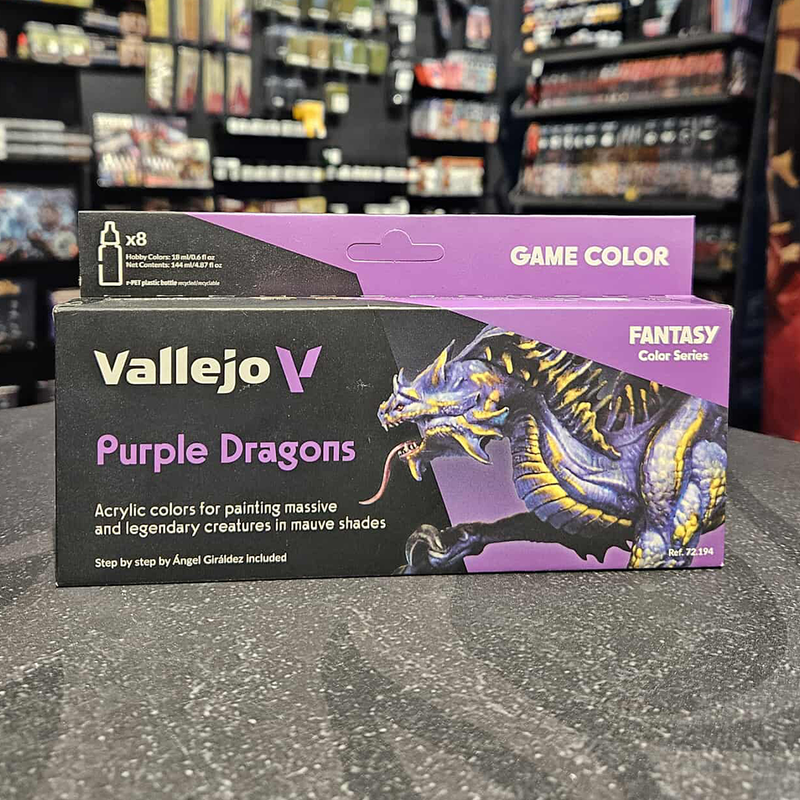 x8
Hobby Colors: 18 ml/0.6 fl oz
Net Contents: 144 ml/4.87 fl oz
r-PET plastic bottle recycled/recyclable
GAME COLOR
FANTASY
Color Series
Vallejo
Purple Dragons
Acrylic colors for painting massive
and legendary creatures in mauve shades
Step by step by Ángel Giráldez included
Ref. 72.194